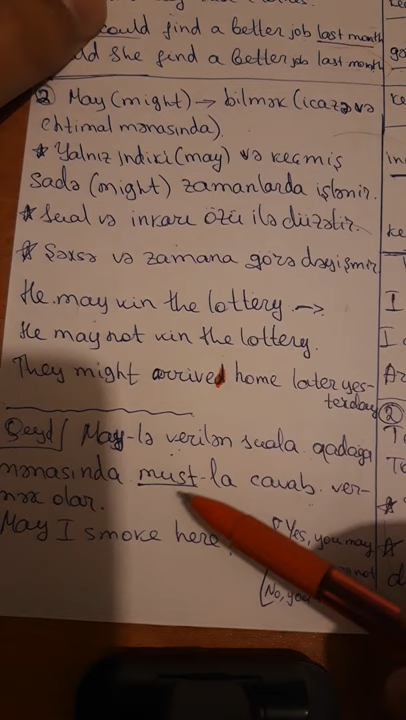 could find a better job last month
she find a better job last month
② May (might) → bilmək (icazə və
ehtimal mənasında).
* Yalnız indiki (may) və keçmiş
sadə (might) zamanlarda işlənir.
* Sual və inkarı özü ilə düzəlir.
* Şəxsə və zamana görə dəyişmir
He may win the lottery →
He may not win the lottery.
They might arrived home later yes-
terday
Qeyd May-lə verilən suala qadağa
mənasında must-la cavab ver-
mək olar.
May I smoke here?
Yes, you may
not
No, you